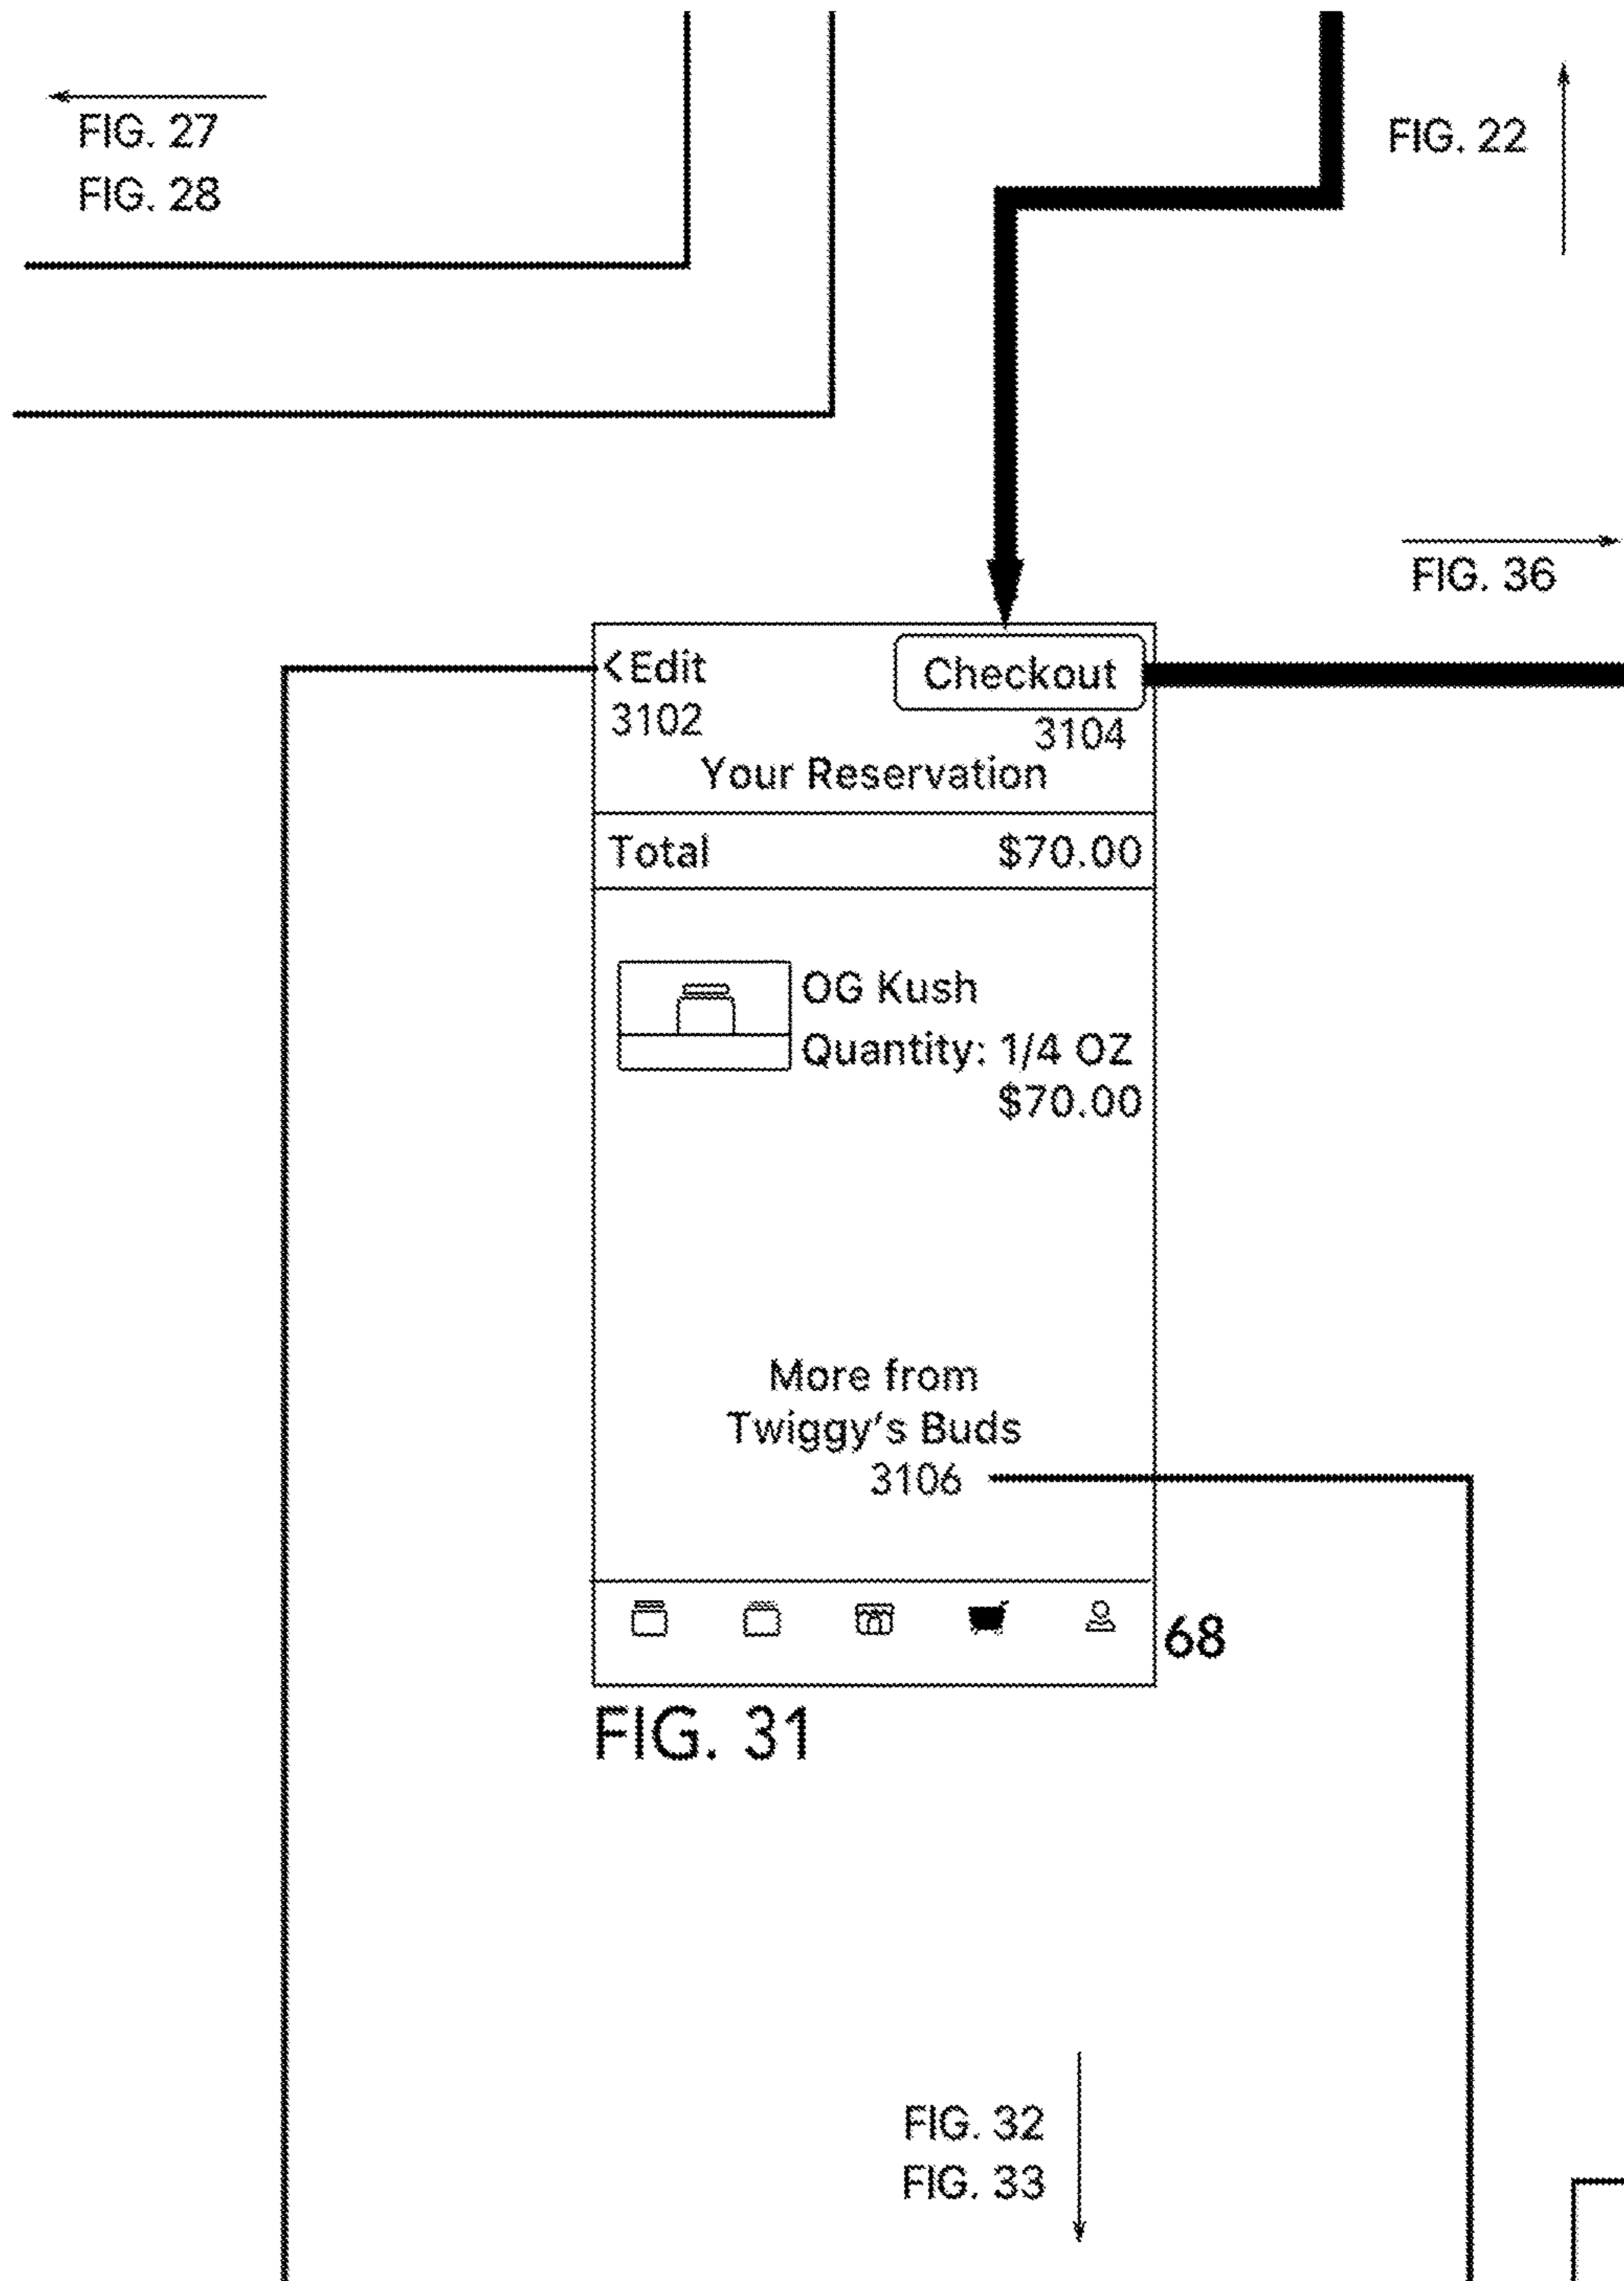 FIG. 27
FIG. 28
FIG. 22
FIG. 36
<Edit
Checkout
3102
3104
Your Reservation
Total $70.00
OG Kush
Quantity: 1/4 OZ
$70.00
More from
Twiggy's Buds
3106
68
FIG. 31
FIG. 32
FIG. 33